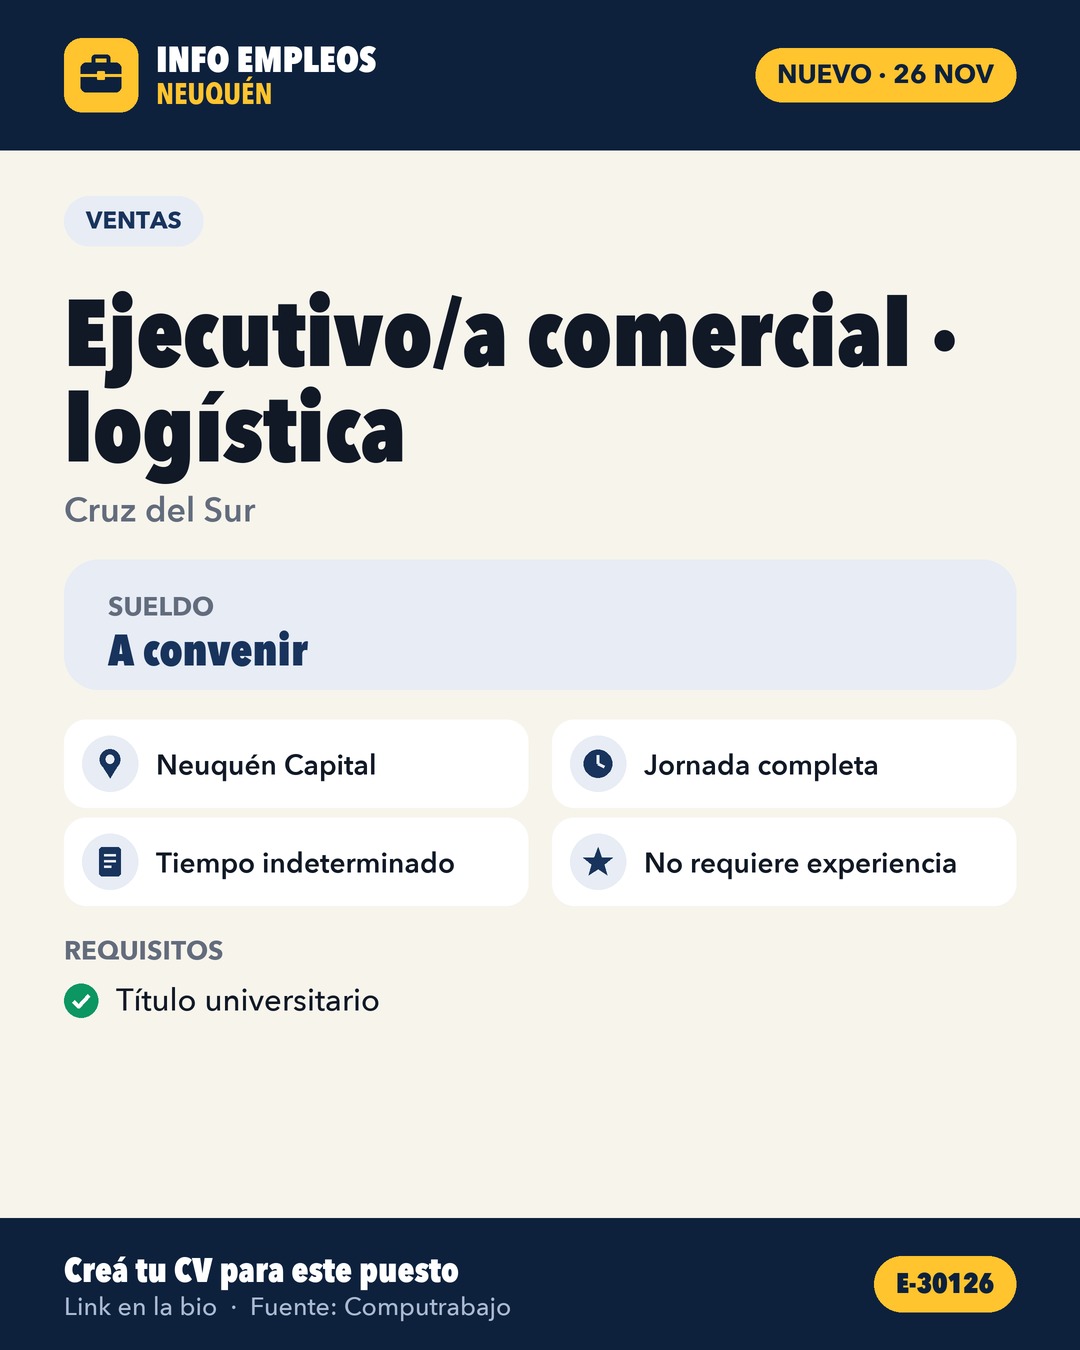 INFO EMPLEOS
NEUQUÉN
NUEVO · 26 NOV
VENTAS
Ejecutivo/a comercial ·
logística
Cruz del Sur
SUELDO
A convenir
Neuquén Capital
Jornada completa
Tiempo indeterminado
No requiere experiencia
REQUISITOS
Título universitario
Creá tu CV para este puesto
Link en la bio · Fuente: Computrabajo
E-30126